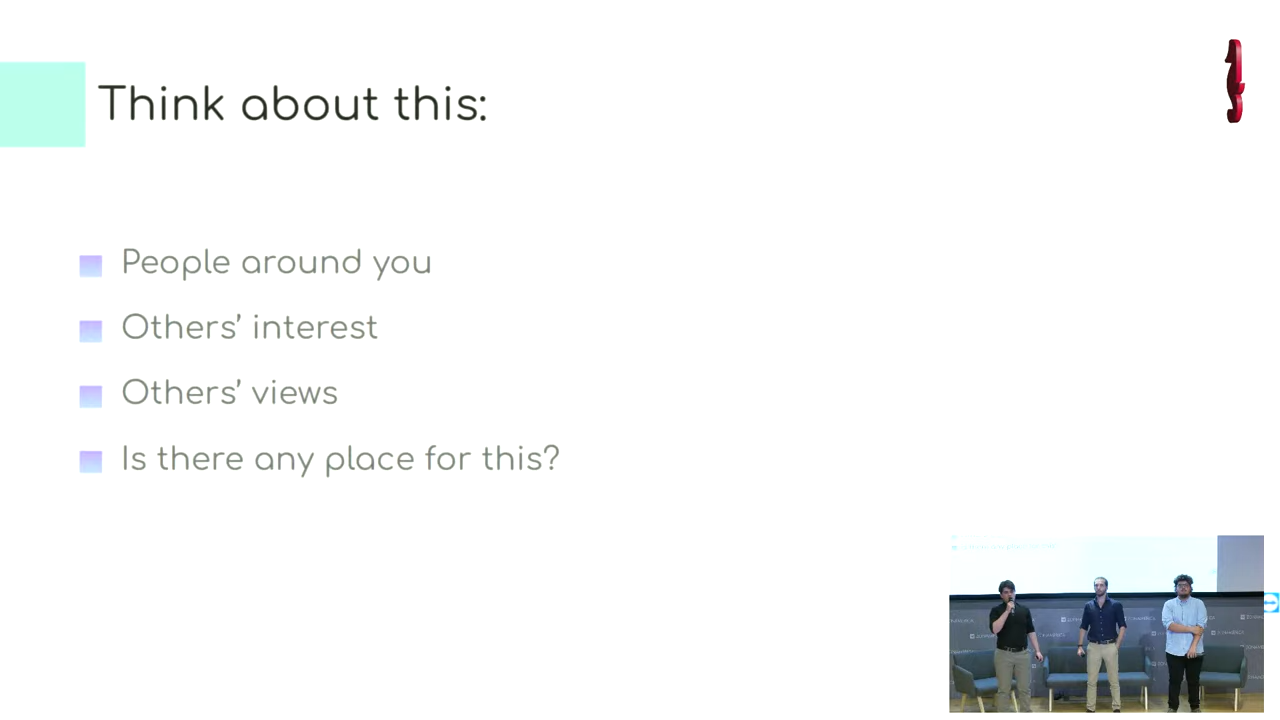 Think about this:
People around you
Others’ interest
Others’ views
Is there any place for this?